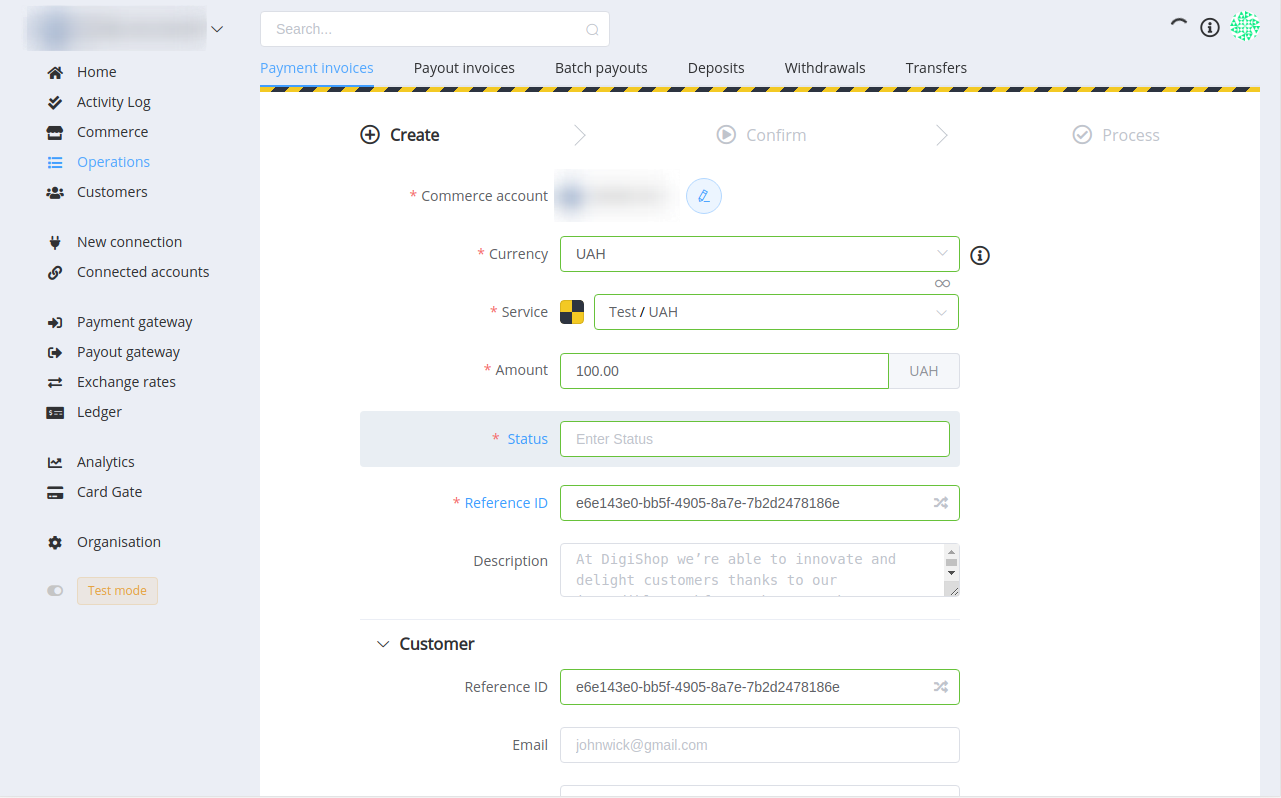 Search...
Home
Activity Log
Commerce
Operations
Customers
New connection
Connected accounts
Payment gateway
Payout gateway
Exchange rates
Ledger
Analytics
Card Gate
Organisation
Test mode
Payment invoices Payout invoices Batch payouts Deposits Withdrawals Transfers
Create Confirm Process
* Commerce account
* Currency UAH
* Service Test / UAH
* Amount 100.00 UAH
* Status Enter Status
* Reference ID e6e143e0-bb5f-4905-8a7e-7b2d2478186e
Description At DigiShop we’re able to innovate and
delight customers thanks to our
Customer
Reference ID e6e143e0-bb5f-4905-8a7e-7b2d2478186e
Email johnwick@gmail.com